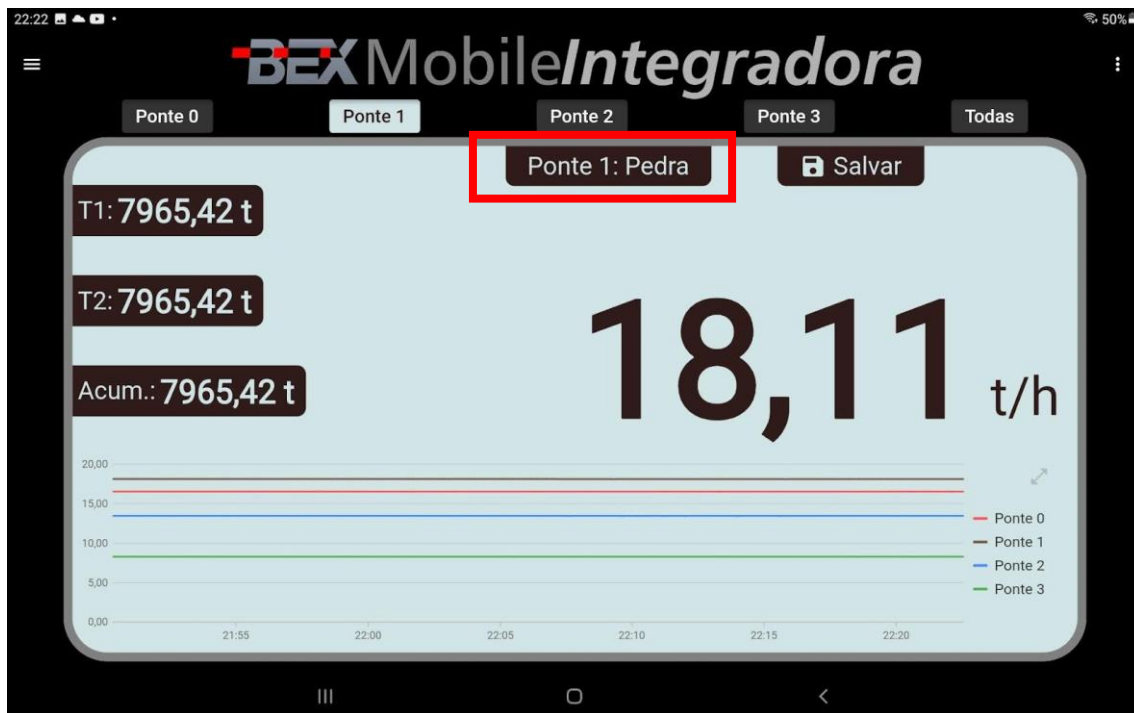 22:22
50%
BEX MobileIntegradora
Ponte 0 Ponte 1 Ponte 2 Ponte 3 Todas
Ponte 1: Pedra Salvar
T1: 7965,42 t
T2: 7965,42 t
18,11 t/h
Acum.: 7965,42 t
20,00
15,00
10,00
5,00
0,00
21:55 22:00 22:05 22:10 22:15 22:20
Ponte 0
Ponte 1
Ponte 2
Ponte 3